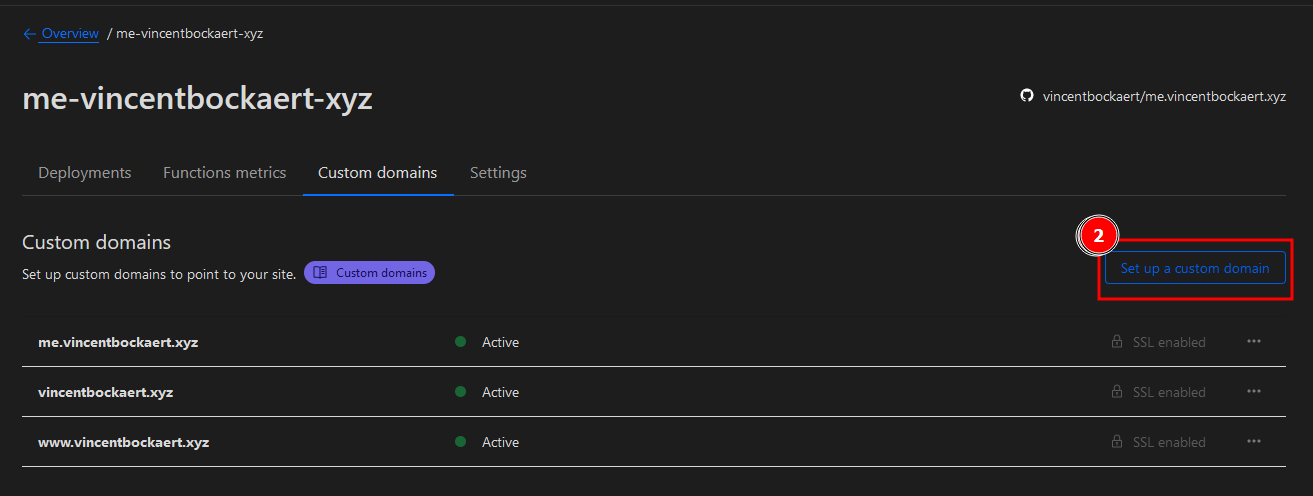 ← Overview / me-vincentbockaert-xyz
me-vincentbockaert-xyz
vincentbockaert/me.vincentbockaert.xyz
Deployments Functions metrics Custom domains Settings
Custom domains
2
Set up custom domains to point to your site. Custom domains
Set up a custom domain
me.vincentbockaert.xyz Active SSL enabled ...
vincentbockaert.xyz Active SSL enabled ...
www.vincentbockaert.xyz Active SSL enabled ...